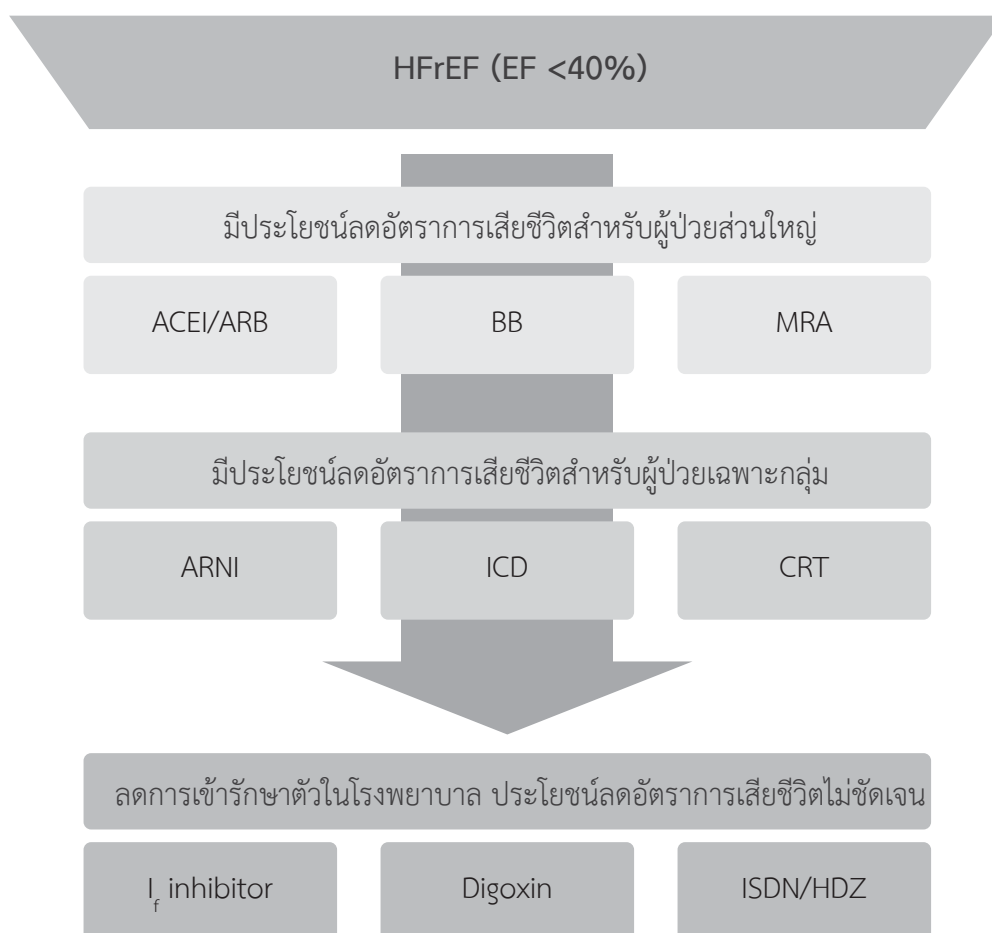 HFrEF (EF <40%)
มีประโยชน์ลดอัตราการเสียชีวิตสำหรับผู้ป่วยส่วนใหญ่
ACEI/ARB
BB
MRA
มีประโยชน์ลดอัตราการเสียชีวิตสำหรับผู้ป่วยเฉพาะกลุ่ม
ARNI
ICD
CRT
ลดการเข้ารักษาตัวในโรงพยาบาล ประโยชน์ลดอัตราการเสียชีวิตไม่ชัดเจน
If inhibitor
Digoxin
ISDN/HDZ